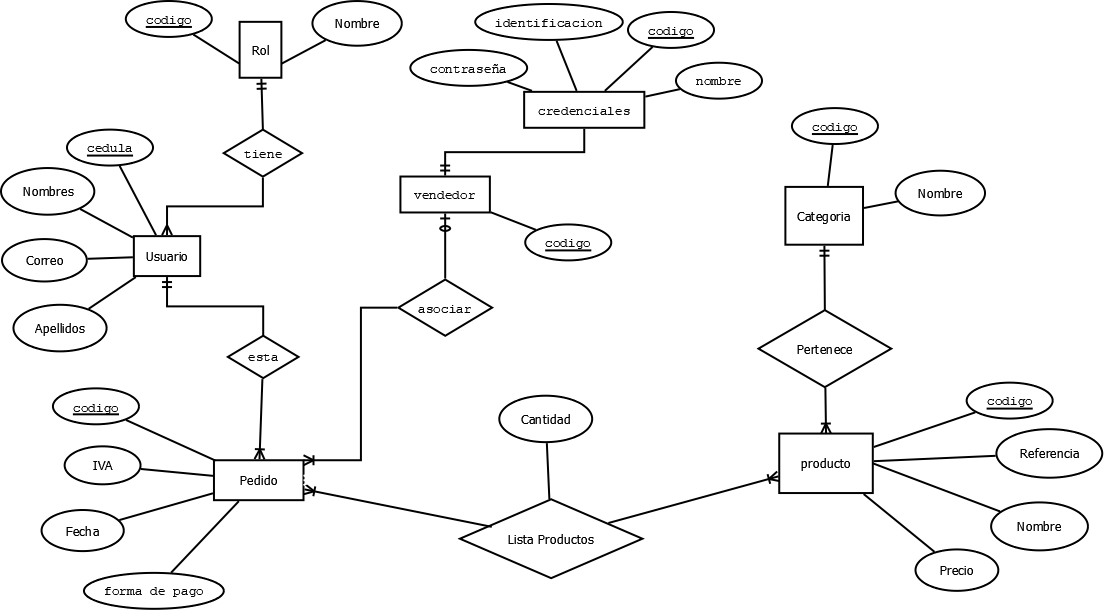 codigo
Nombre
Rol
identificacion
codigo
contraseña
nombre
credenciales
tiene
cedula
Nombres
Correo
Apellidos
Usuario
vendedor
codigo
codigo
Nombre
Categoria
asociar
esta
Pertenece
codigo
IVA
Fecha
forma de pago
Pedido
Cantidad
Lista Productos
producto
codigo
Referencia
Nombre
Precio